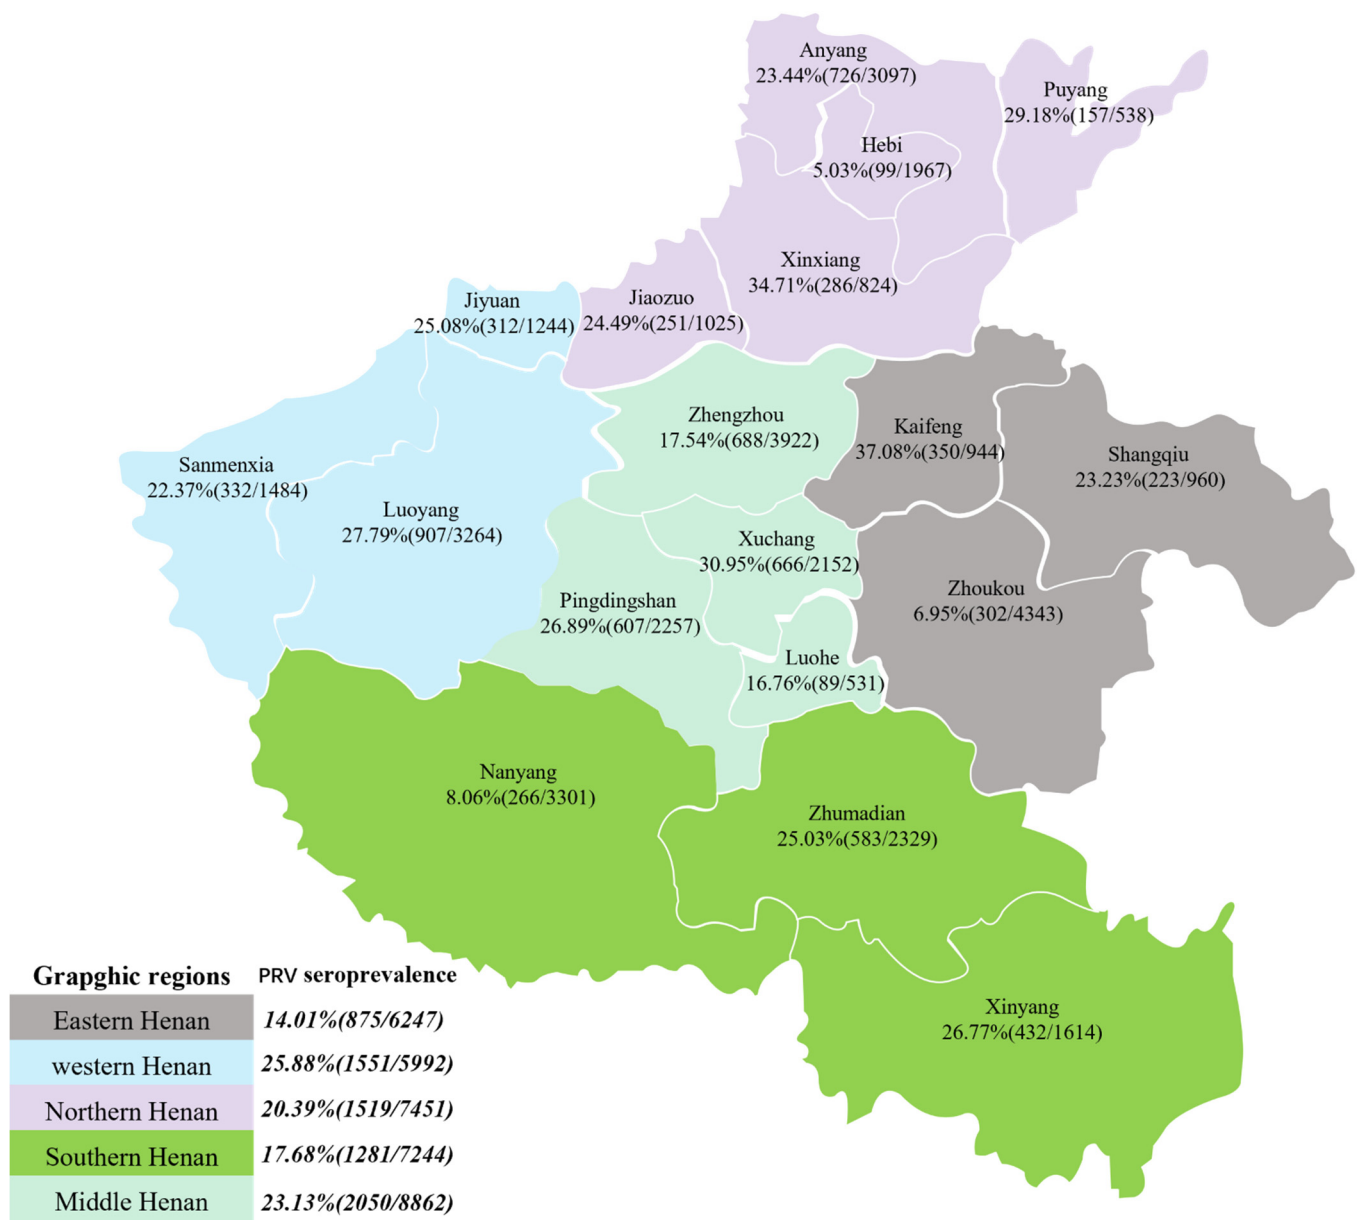 Anyang
23.44%(726/3097)
Puyang
29.18%(157/538)
Hebi
5.03%(99/1967)
Xinxiang
34.71%(286/824)
Jiyuan
25.08%(312/1244)
Jiaozuo
24.49%(251/1025)
Zhengzhou
17.54%(688/3922)
Kaifeng
37.08%(350/944)
Shangqiu
23.23%(223/960)
Sanmenxia
22.37%(332/1484)
Luoyang
27.79%(907/3264)
Xuchang
30.95%(666/2152)
Zhoukou
6.95%(302/4343)
Pingdingshan
26.89%(607/2257)
Luohe
16.76%(89/531)
Nanyang
8.06%(266/3301)
Zhumadian
25.03%(583/2329)
Xinyang
26.77%(432/1614)
Grapghic regions PRV seroprevalence
Eastern Henan 14.01%(875/6247)
western Henan 25.88%(1551/5992)
Northern Henan 20.39%(1519/7451)
Southern Henan 17.68%(1281/7244)
Middle Henan 23.13%(2050/8862)